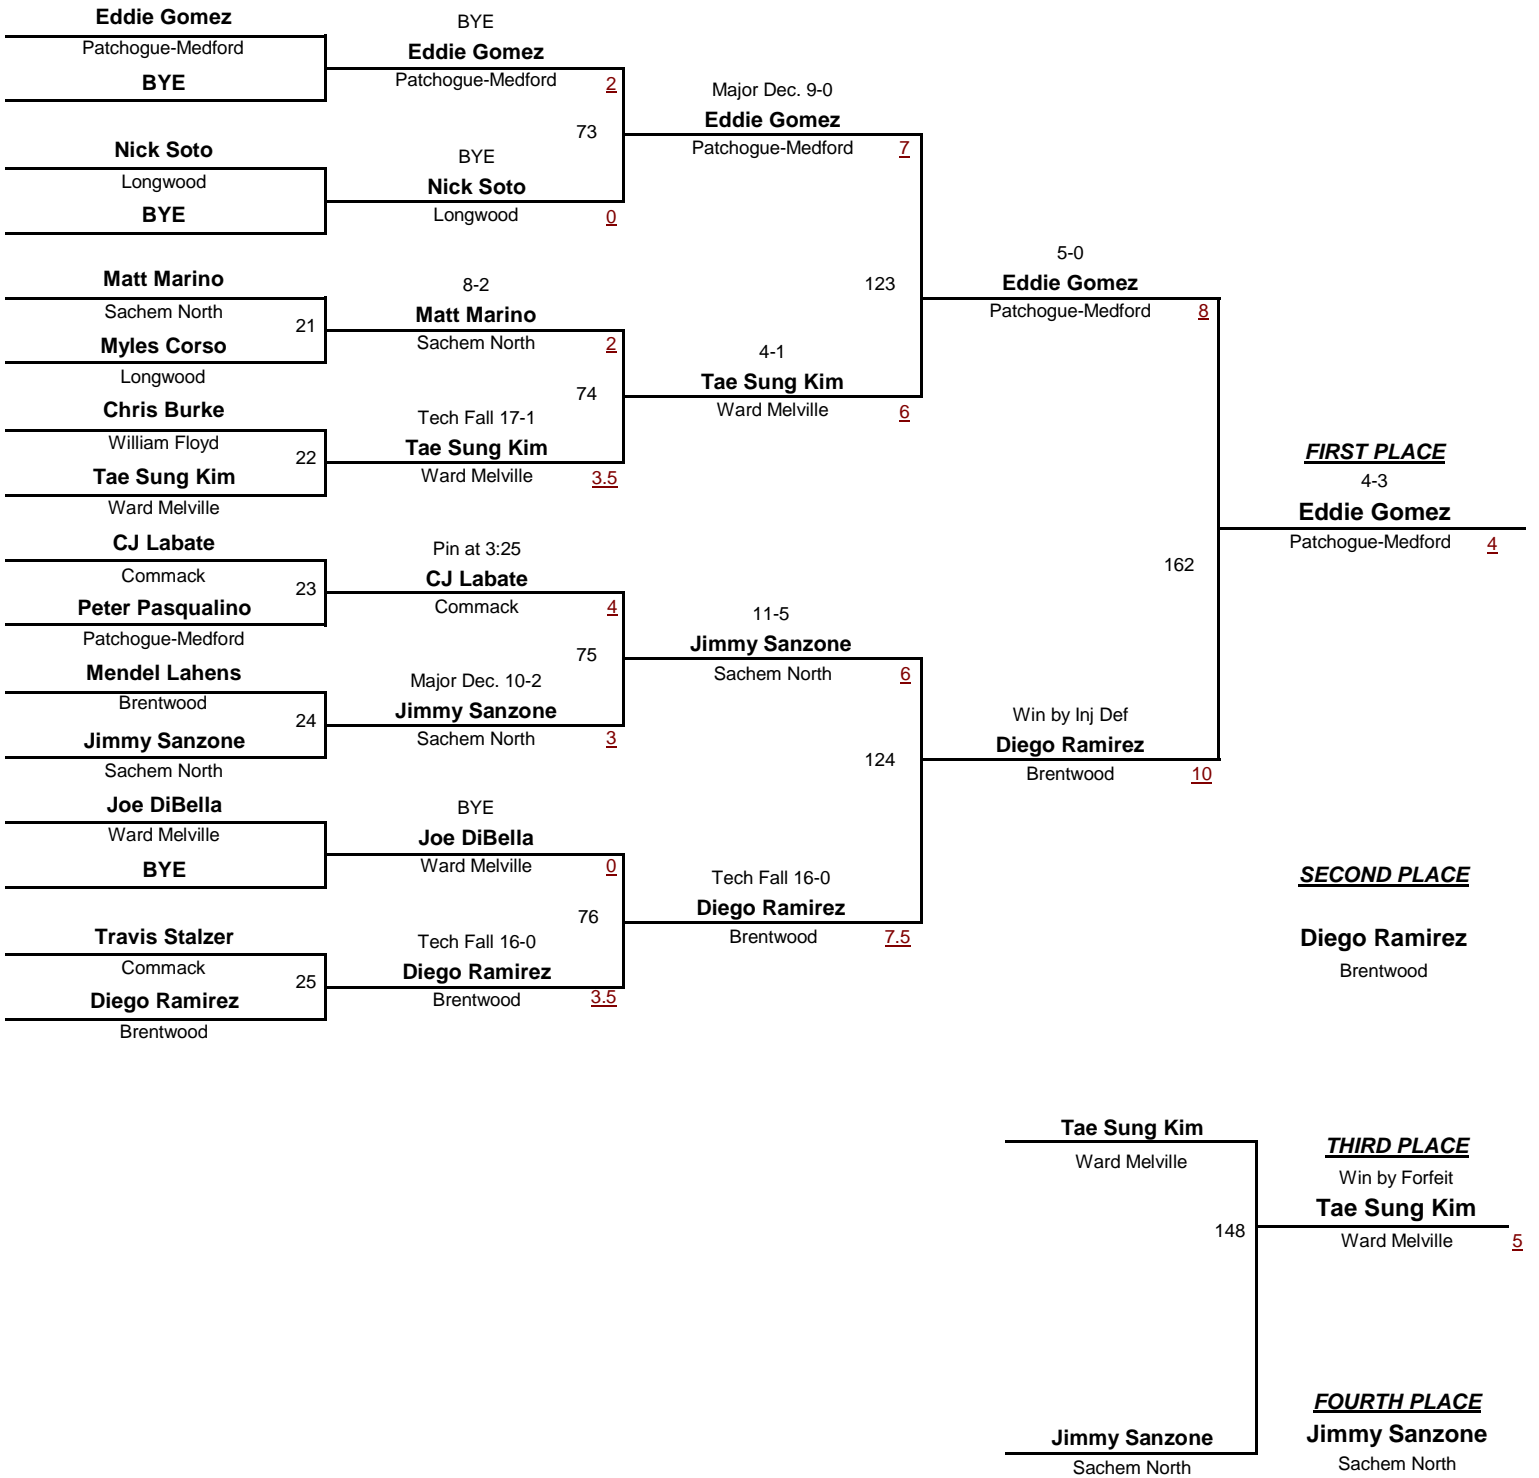 Eddie Gomez
Patchogue-Medford
BYE
Nick Soto
Longwood
BYE
Matt Marino
Sachem North
21
Myles Corso
Longwood
Chris Burke
William Floyd
22
Tae Sung Kim
Ward Melville
CJ Labate
Commack
23
Peter Pasqualino
Patchogue-Medford
Mendel Lahens
Brentwood
24
Jimmy Sanzone
Sachem North
Joe DiBella
Ward Melville
BYE
Travis Stalzer
Commack
25
Diego Ramirez
Brentwood
BYE
Eddie Gomez
Patchogue-Medford 2
73
BYE
Nick Soto
Longwood 0
8-2
Matt Marino
Sachem North 2
74
Tech Fall 17-1
Tae Sung Kim
Ward Melville 3.5
Pin at 3:25
CJ Labate
Commack 4
75
Major Dec. 10-2
Jimmy Sanzone
Sachem North 3
BYE
Joe DiBella
Ward Melville 0
76
Tech Fall 16-0
Diego Ramirez
Brentwood 3.5
Major Dec. 9-0
Eddie Gomez
Patchogue-Medford 7
123
4-1
Tae Sung Kim
Ward Melville 6
11-5
Jimmy Sanzone
Sachem North 6
124
Tech Fall 16-0
Diego Ramirez
Brentwood 7.5
5-0
Eddie Gomez
Patchogue-Medford 8
162
Win by Inj Def
Diego Ramirez
Brentwood 10
FIRST PLACE
4-3
Eddie Gomez
Patchogue-Medford 4
SECOND PLACE
Diego Ramirez
Brentwood
Tae Sung Kim
Ward Melville
148
Jimmy Sanzone
Sachem North
THIRD PLACE
Win by Forfeit
Tae Sung Kim
Ward Melville 5
FOURTH PLACE
Jimmy Sanzone
Sachem North